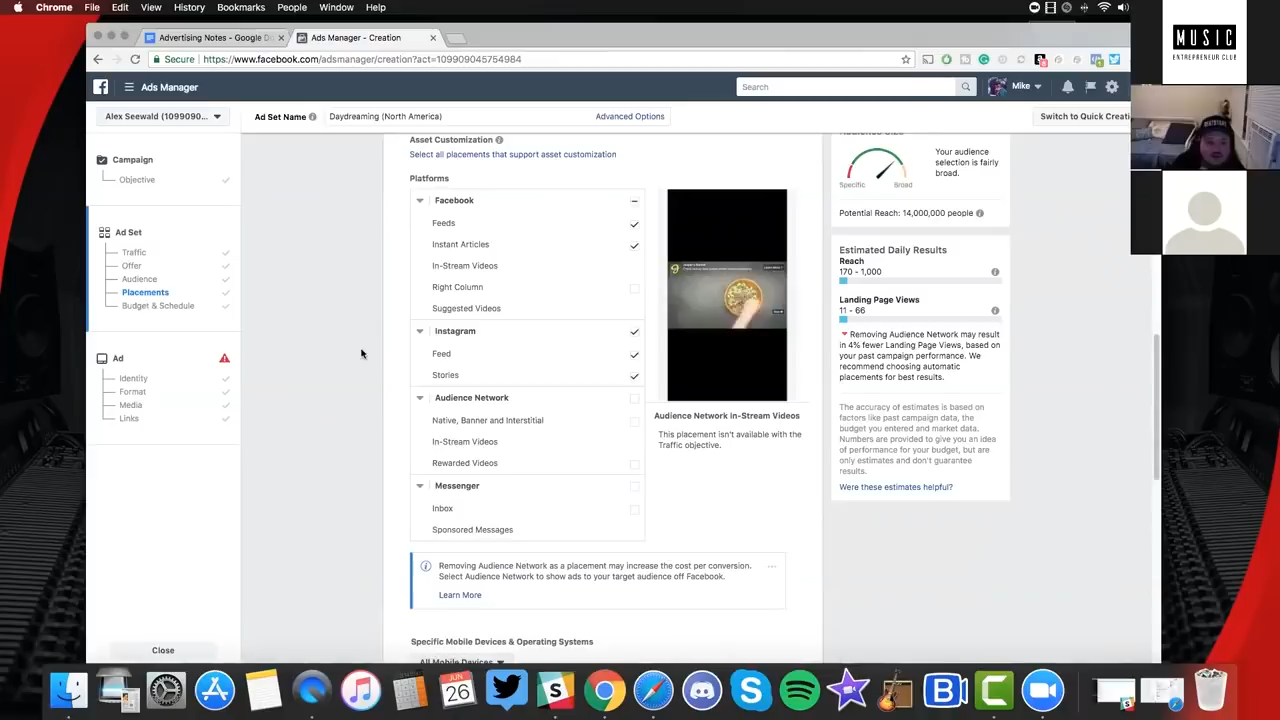 Chrome File Edit View History Bookmarks People Window Help
Advertising Notes - Google D
Ads Manager - Creation
Secure https://www.facebook.com/adsmanager/creation?act=109909045754984
Ads Manager
Search
Mike
Alex Seewald (1099090...
Ad Set Name
Daydreaming (North America)
Advanced Options
Switch to Quick Creati
Campaign
Objective
Ad Set
Traffic
Offer
Audience
Placements
Budget & Schedule
Ad
Identity
Format
Media
Links
Close
Asset Customization
Select all placements that support asset customization
Platforms
Facebook
Feeds
Instant Articles
In-Stream Videos
Right Column
Suggested Videos
Instagram
Feed
Stories
Audience Network
Native, Banner and Interstitial
In-Stream Videos
Rewarded Videos
Messenger
Inbox
Sponsored Messages
Audience Network In-Stream Videos
This placement isn't available with the
Traffic objective.
Removing Audience Network as a placement may increase the cost per conversion.
Select Audience Network to show ads to your target audience off Facebook.
Learn More
Specific Mobile Devices & Operating Systems
All Mobile Devices
Audience Size
Your audience
selection is fairly
broad.
Specific
Broad
Potential Reach: 14,000,000 people
Estimated Daily Results
Reach
170 - 1,000
Landing Page Views
11 - 66
Removing Audience Network may result
in 4% fewer Landing Page Views, based on
your past campaign performance. We
recommend choosing automatic
placements for best results.
The accuracy of estimates is based on
factors like past campaign data, the
budget you entered and market data.
Numbers are provided to give you an idea
of performance for your budget, but are
only estimates and don't guarantee
results.
Were these estimates helpful?
MUSIC
ENTREPRENEUR CLUB
JUN
26